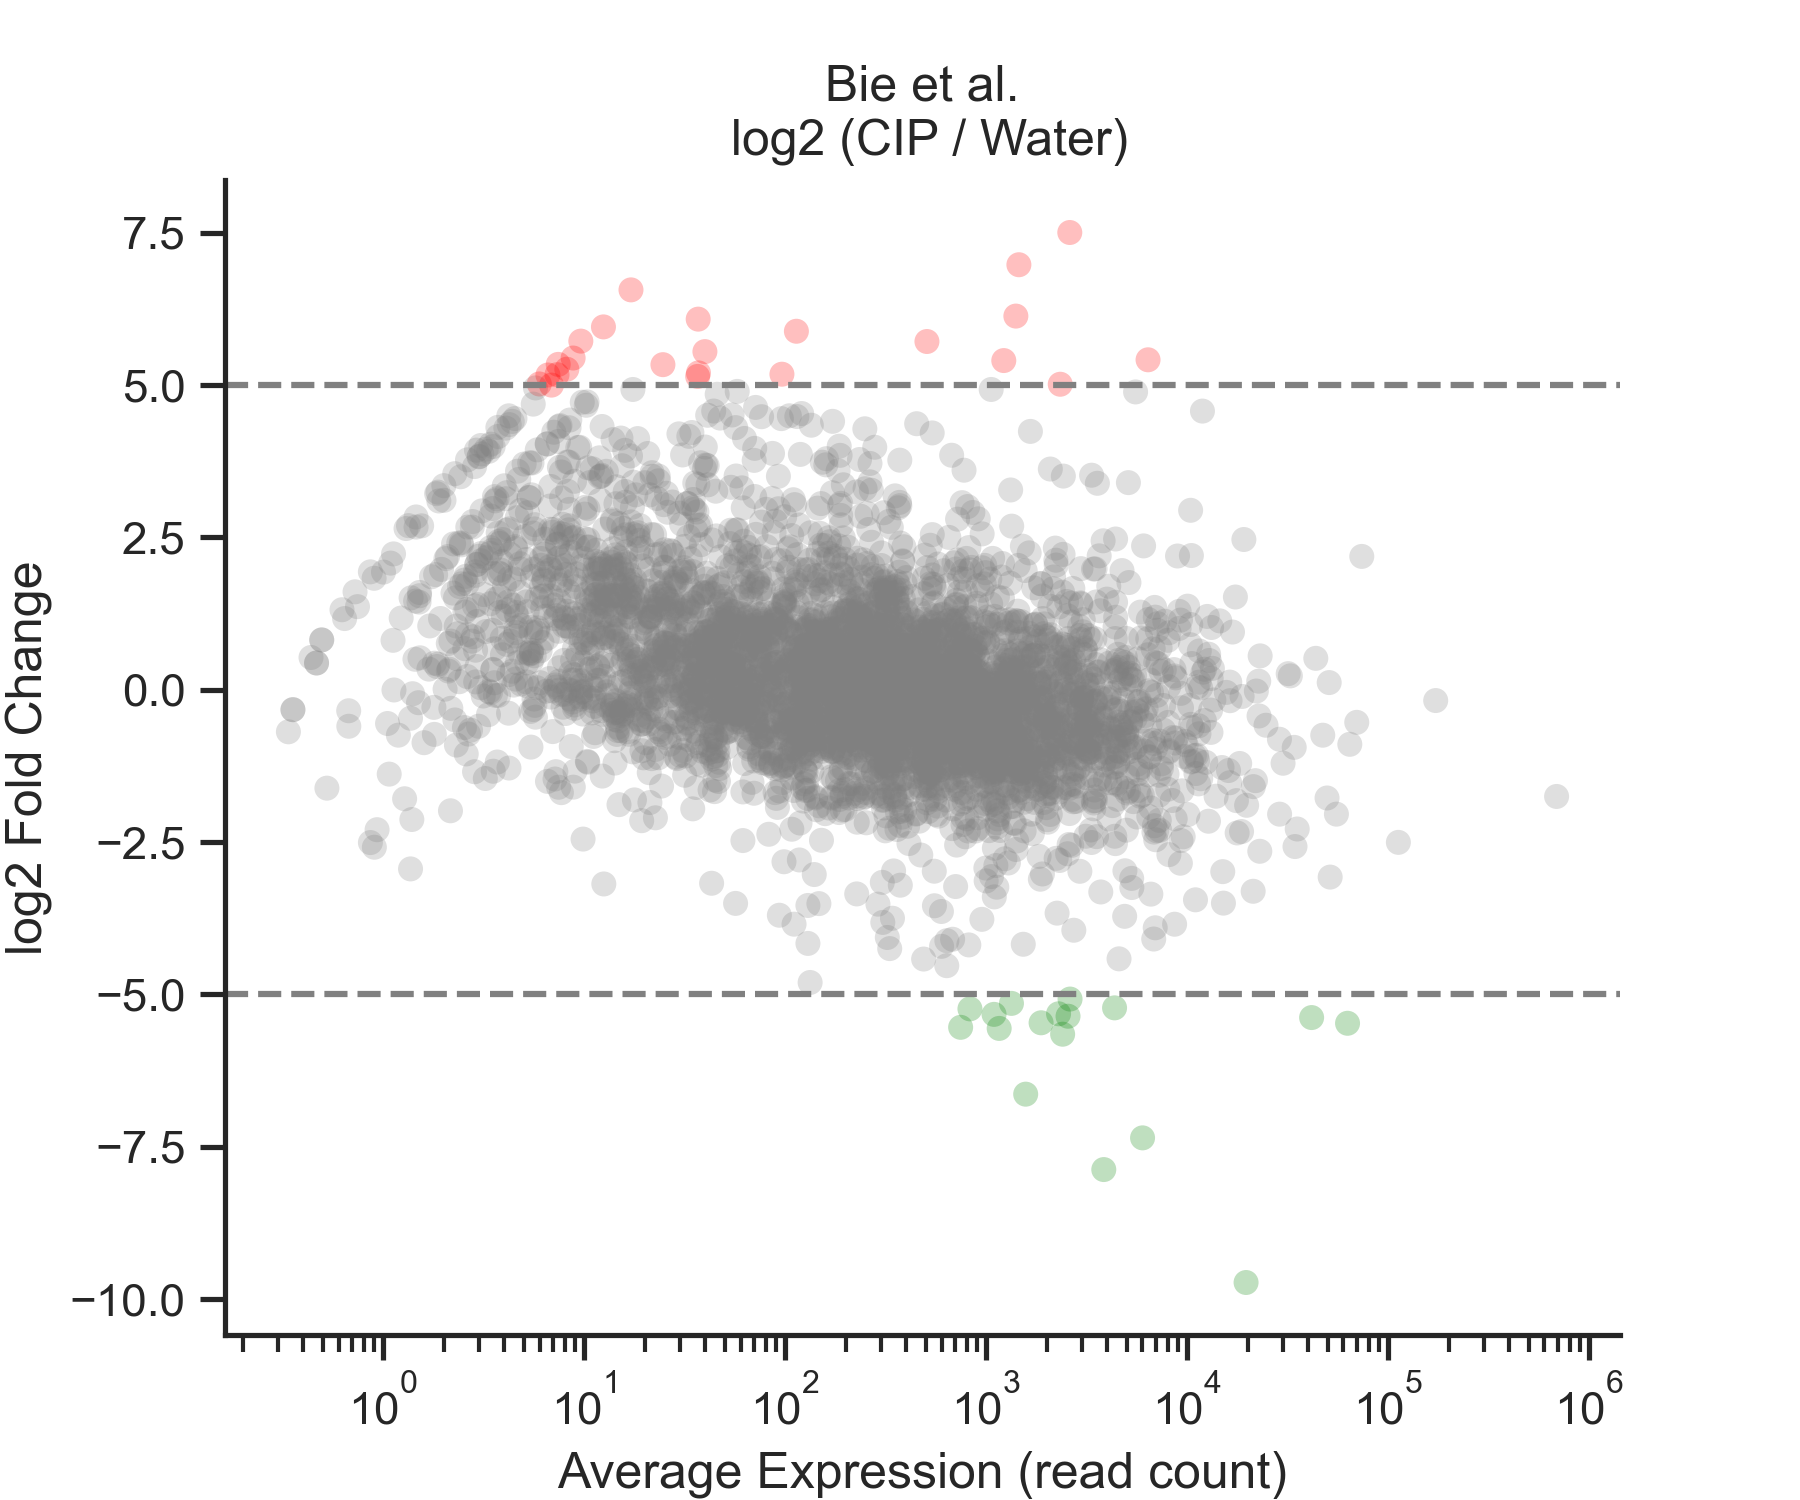 Bie et al.
log2 (CIP / Water)
7.5
5.0
2.5
0.0
−2.5
−5.0
−7.5
−10.0
log2 Fold Change
10^0 10^1 10^2 10^3 10^4 10^5 10^6
Average Expression (read count)